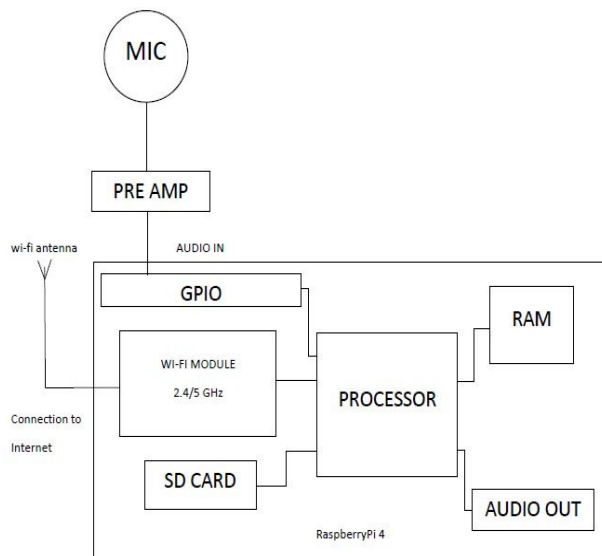 MIC
PRE AMP
wi-fi antenna
AUDIO IN
GPIO
RAM
WI-FI MODULE
2.4/5 GHz
PROCESSOR
Connection to
Internet
SD CARD
AUDIO OUT
RaspberryPi 4